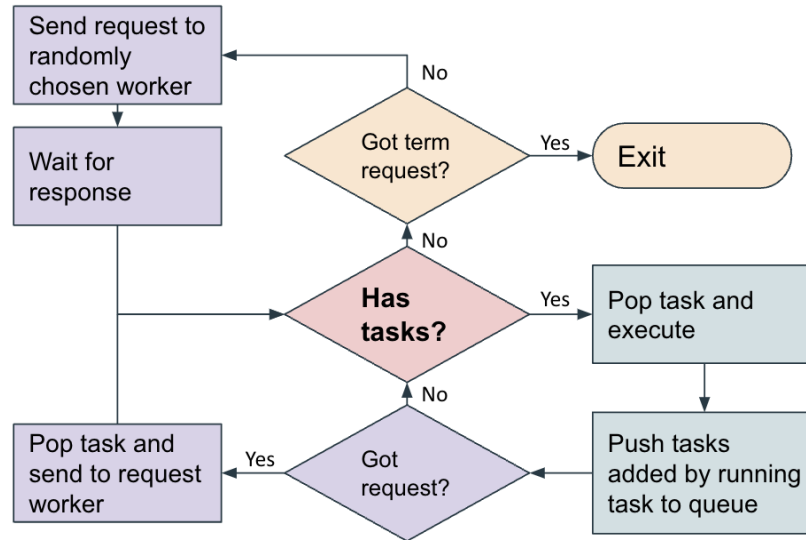 Send request to
randomly
chosen worker
No
Got term
request?
Yes
Exit
Wait for
response
No
Has
tasks?
Yes
Pop task and
execute
No
Pop task and
send to request
worker
Yes
Got
request?
Push tasks
added by running
task to queue